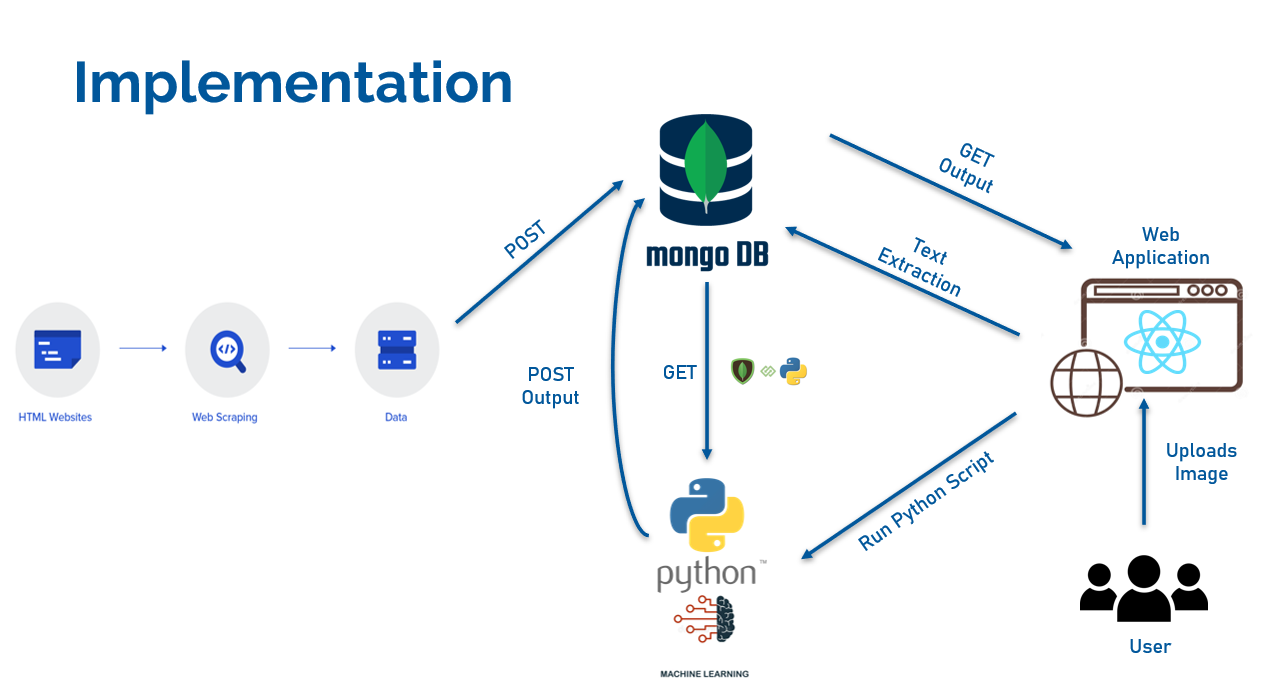 Implementation
GET
Output
POST
mongo DB
Text
Extraction
Web
Application
POST
Output
GET
HTML Websites
Web Scraping
Data
Run Python Script
Uploads
Image
python™
MACHINE LEARNING
User